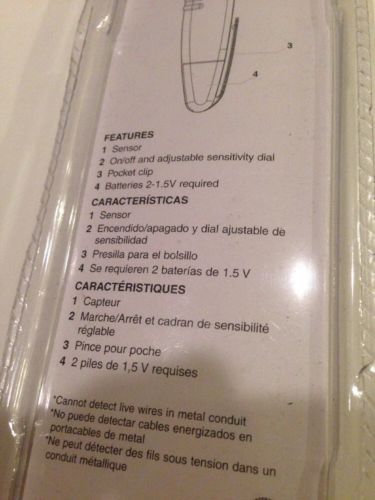 3
4
FEATURES
1 Sensor
2 On/off and adjustable sensitivity dial
3 Pocket clip
4 Batteries 2-1.5V required
CARACTERÍSTICAS
1 Sensor
2 Encendido/apagado y dial ajustable de
sensibilidad
3 Presilla para el bolsillo
4 Se requieren 2 baterías de 1.5 V
CARACTÉRISTIQUES
1 Capteur
2 Marche/Arrêt et cadran de sensibilité
réglable
3 Pince pour poche
4 2 piles de 1,5 V requises
*Cannot detect live wires in metal conduit
*No puede detectar cables energizados en
portacables de metal
*Ne peut détecter des fils sous tension dans un
conduit métallique